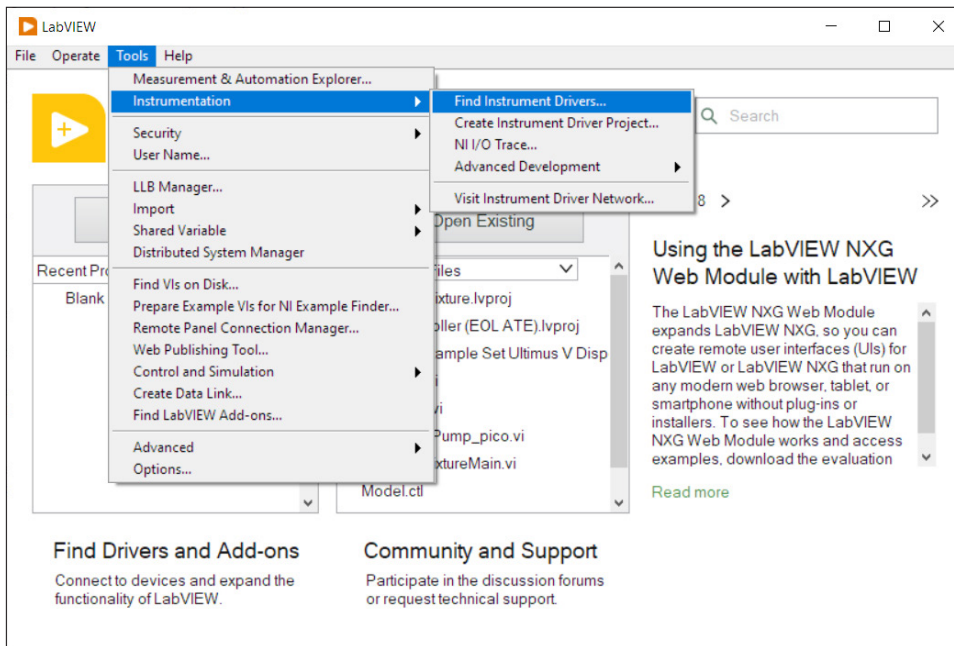 LabVIEW
File Operate Tools Help
Measurement & Automation Explorer...
Instrumentation
Security
User Name...
LLB Manager...
Import
Shared Variable
Distributed System Manager
Find VIs on Disk...
Prepare Example VIs for NI Example Finder...
Remote Panel Connection Manager...
Web Publishing Tool...
Control and Simulation
Create Data Link...
Find LabVIEW Add-ons...
Advanced
Options...
Find Instrument Drivers...
Create Instrument Driver Project...
NI I/O Trace...
Advanced Development
Visit Instrument Driver Network...
Search
8
Open Existing
Recent
Blank
.lvproj
(EOL ATE).lvproj
Set Ultimus V Disp
Pump_pico.vi
Model.ctl
Using the LabVIEW NXG
Web Module with LabVIEW
The LabVIEW NXG Web Module
expands LabVIEW NXG, so you can
create remote user interfaces (UIs) for
LabVIEW or LabVIEW NXG that run on
any modern web browser, tablet, or
smartphone without plug-ins or
installers. To see how the LabVIEW
NXG Web Module works and access
examples, download the evaluation
Read more
Find Drivers and Add-ons
Connect to devices and expand the
functionality of LabVIEW.
Community and Support
Participate in the discussion forums
or request technical support.